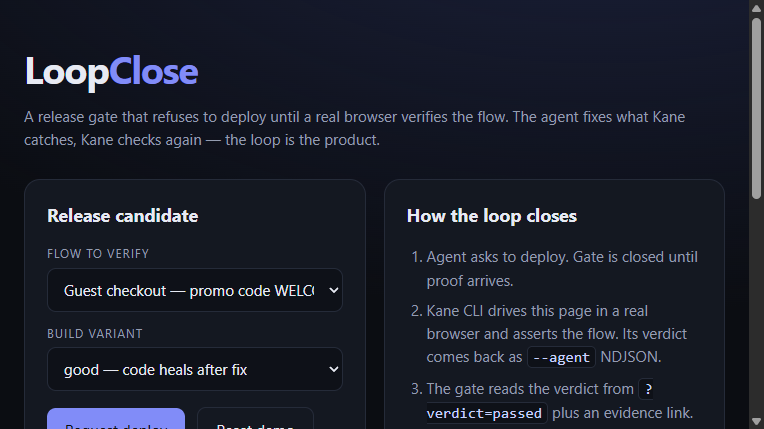 LoopClose
A release gate that refuses to deploy until a real browser verifies the flow. The agent fixes what Kane
catches, Kane checks again — the loop is the product.
Release candidate
FLOW TO VERIFY
Guest checkout — promo code WELC
BUILD VARIANT
good — code heals after fix
Request deploy
Reset demo
How the loop closes
1. Agent asks to deploy. Gate is closed until
proof arrives.
2. Kane CLI drives this page in a real
browser and asserts the flow. Its verdict
comes back as --agent NDJSON.
3. The gate reads the verdict from ?
verdict=passed plus an evidence link.